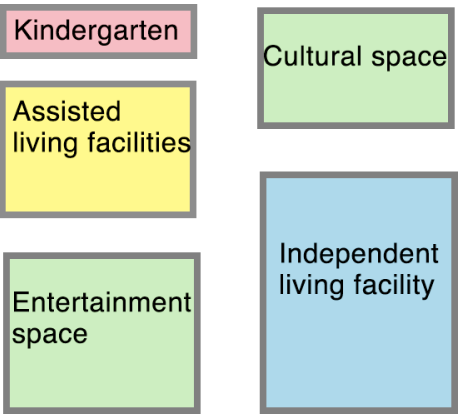 Kindergarten
Cultural space
Assisted
living facilities
Independent
living facility
Entertainment
space